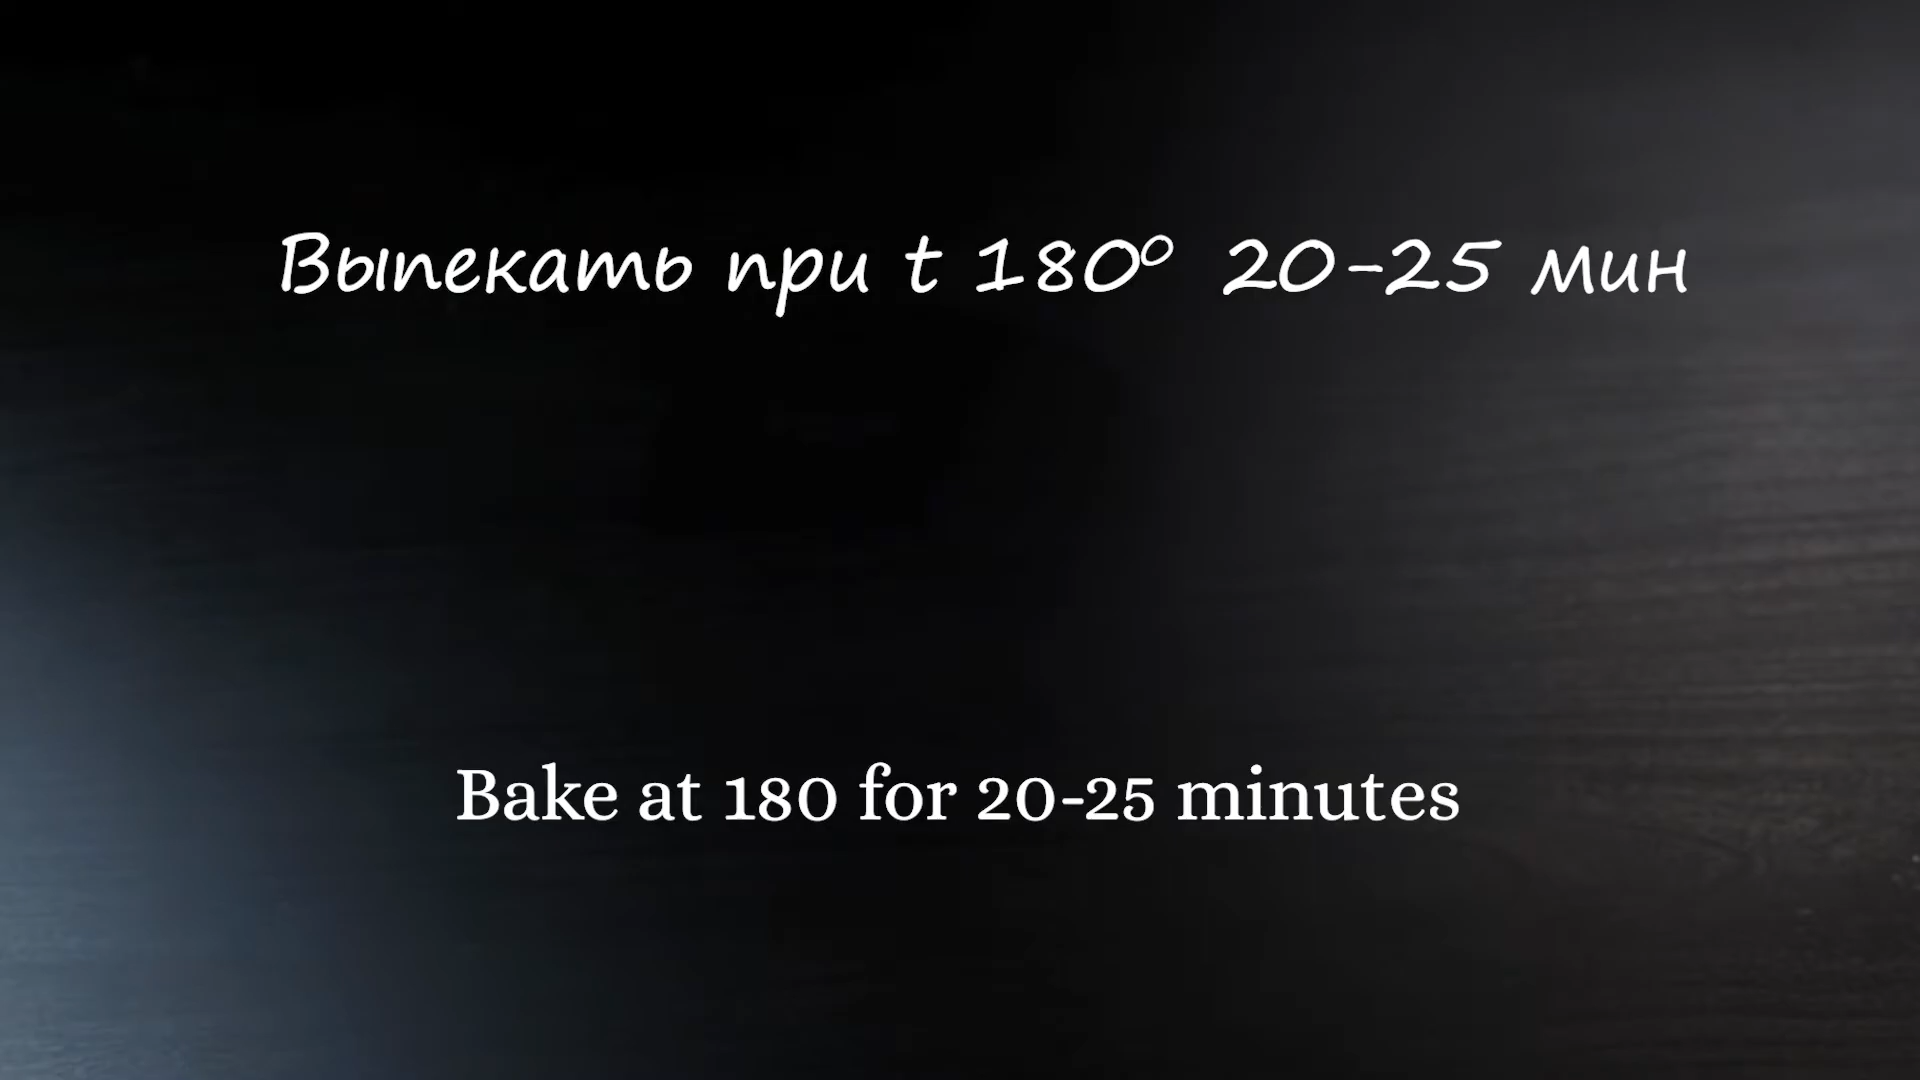 Выпекать при t 180° 20-25 мин
Bake at 180 for 20-25 minutes